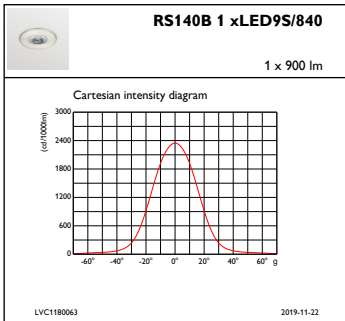 RS140B 1 xLED9S/840
1 x 900 lm
Cartesian intensity diagram
(cd/1000lm)
3000
2400
1800
1200
600
0
-60° -40° -20° 0° 20° 40° 60° g
LVC1180063 2019-11-22